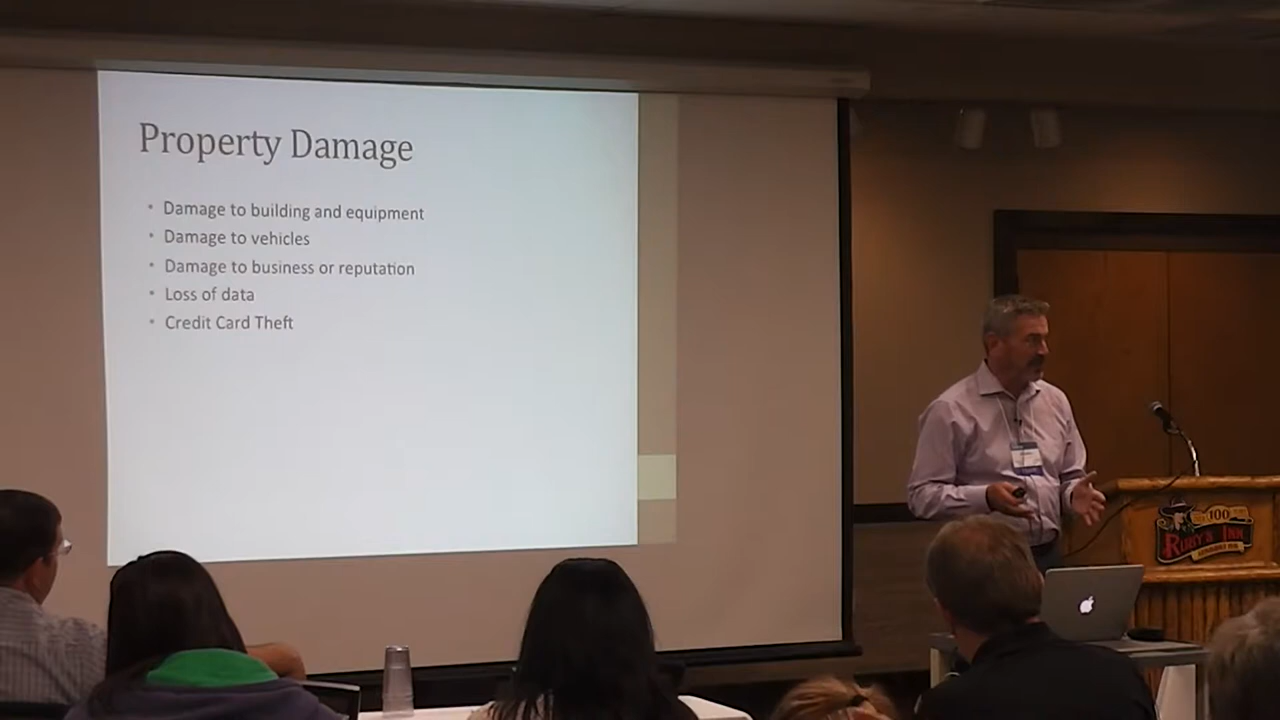 Property Damage
• Damage to building and equipment
• Damage to vehicles
• Damage to business or reputation
• Loss of data
• Credit Card Theft
100
RUBY'S INN